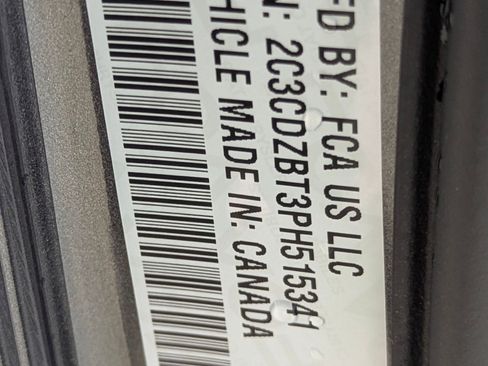 FD BY: FCA US LLC
N: 2C3CDZBT3PH515341
HICLE MADE IN: CANADA